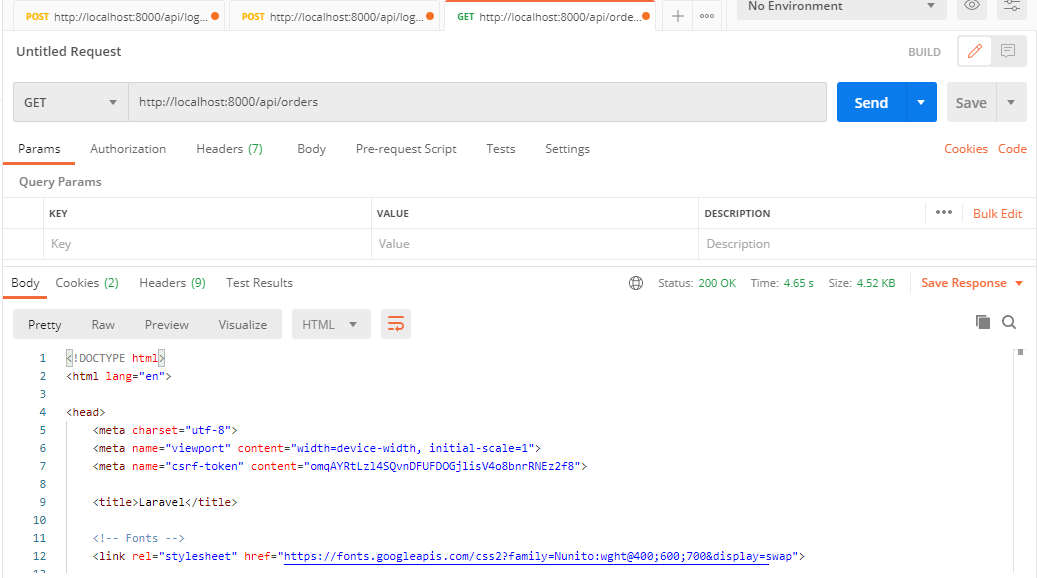 POST http://localhost:8000/api/log... POST http://localhost:8000/api/log... GET http://localhost:8000/api/orde... No Environment
Untitled Request BUILD
GET http://localhost:8000/api/orders Send Save
Params Authorization Headers (7) Body Pre-request Script Tests Settings Cookies Code
Query Params
KEY VALUE DESCRIPTION Bulk Edit
Key Value Description
Body Cookies (2) Headers (9) Test Results Status: 200 OK Time: 4.65 s Size: 4.52 KB Save Response
Pretty Raw Preview Visualize HTML
1 <!DOCTYPE html>
2 <html lang="en">
3
4 <head>
5 <meta charset="utf-8">
6 <meta name="viewport" content="width=device-width, initial-scale=1">
7 <meta name="csrf-token" content="omqAYRtLzl4SQvnDFUFDOGjlisV4o8bnrRNEz2f8">
8
9 <title>Laravel</title>
10
11 <!-- Fonts -->
12 <link rel="stylesheet" href="https://fonts.googleapis.com/css2?family=Nunito:wght@400;600;700&display=swap">